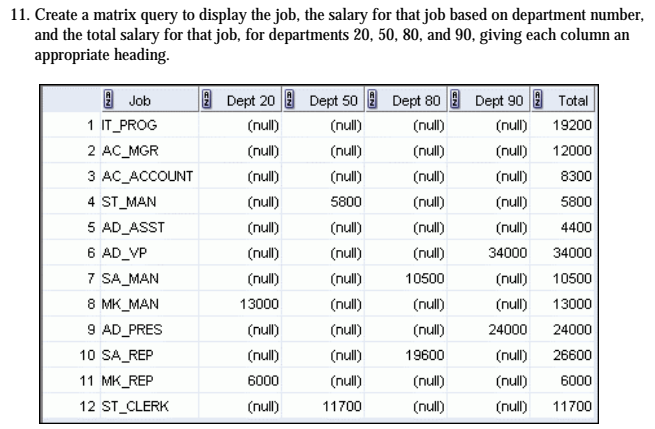 11. Create a matrix query to display the job, the salary for that job based on department number,
and the total salary for that job, for departments 20, 50, 80, and 90, giving each column an
appropriate heading.
Job Dept 20 Dept 50 Dept 80 Dept 90 Total
1 IT_PROG (null) (null) (null) (null) 19200
2 AC_MGR (null) (null) (null) (null) 12000
3 AC_ACCOUNT (null) (null) (null) (null) 8300
4 ST_MAN (null) 5800 (null) (null) 5800
5 AD_ASST (null) (null) (null) (null) 4400
6 AD_VP (null) (null) (null) 34000 34000
7 SA_MAN (null) (null) 10500 (null) 10500
8 MK_MAN 13000 (null) (null) (null) 13000
9 AD_PRES (null) (null) (null) 24000 24000
10 SA_REP (null) (null) 19600 (null) 26600
11 MK_REP 6000 (null) (null) (null) 6000
12 ST_CLERK (null) 11700 (null) (null) 11700